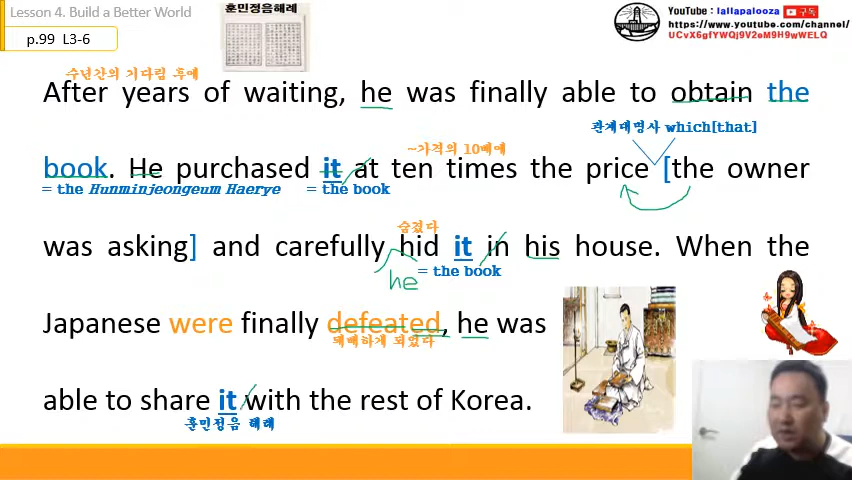 Lesson 4. Build a Better World
p.99 L3-6
훈민정음해례
YouTube : lallapalooza 구독
https://www.youtube.com/channel/
UCvX6gfYWQj9V2eM9H9wWELQ
수년간의 기다림 후에
After years of waiting, he was finally able to obtain the
관계대명사 which[that]
~가격의 10배에
book. He purchased it at ten times the price [the owner
= the Hunminjeongeum Haerye = the book
숨겼다
was asking] and carefully hid it in his house. When the
he = the book
Japanese were finally defeated, he was
패배하게 되었다
able to share it with the rest of Korea.
훈민정음 해례